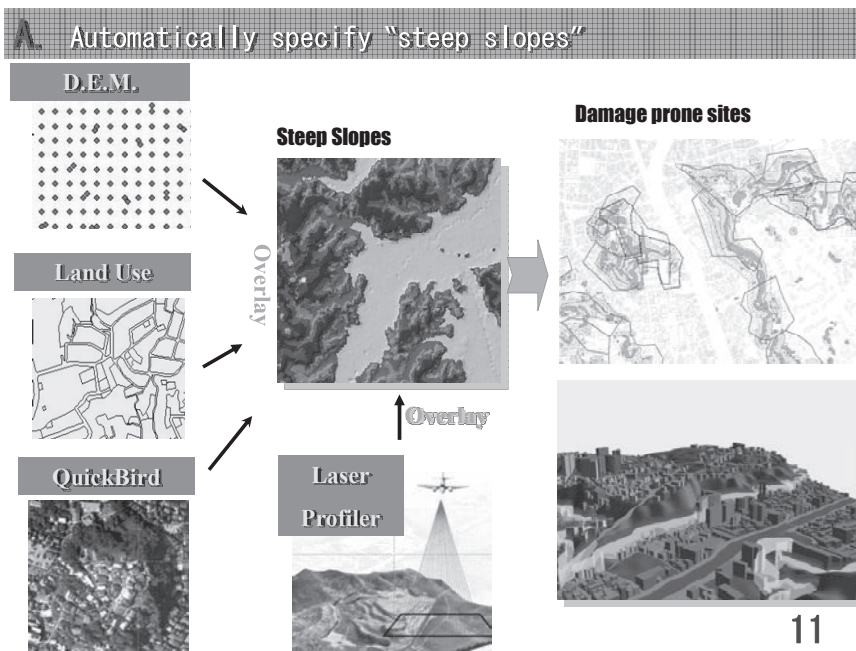 A. Automatically specify “steep slopes”
D.E.M.
Land Use
QuickBird
Overlay
Steep Slopes
Overlay
Laser
Profiler
Damage prone sites
11